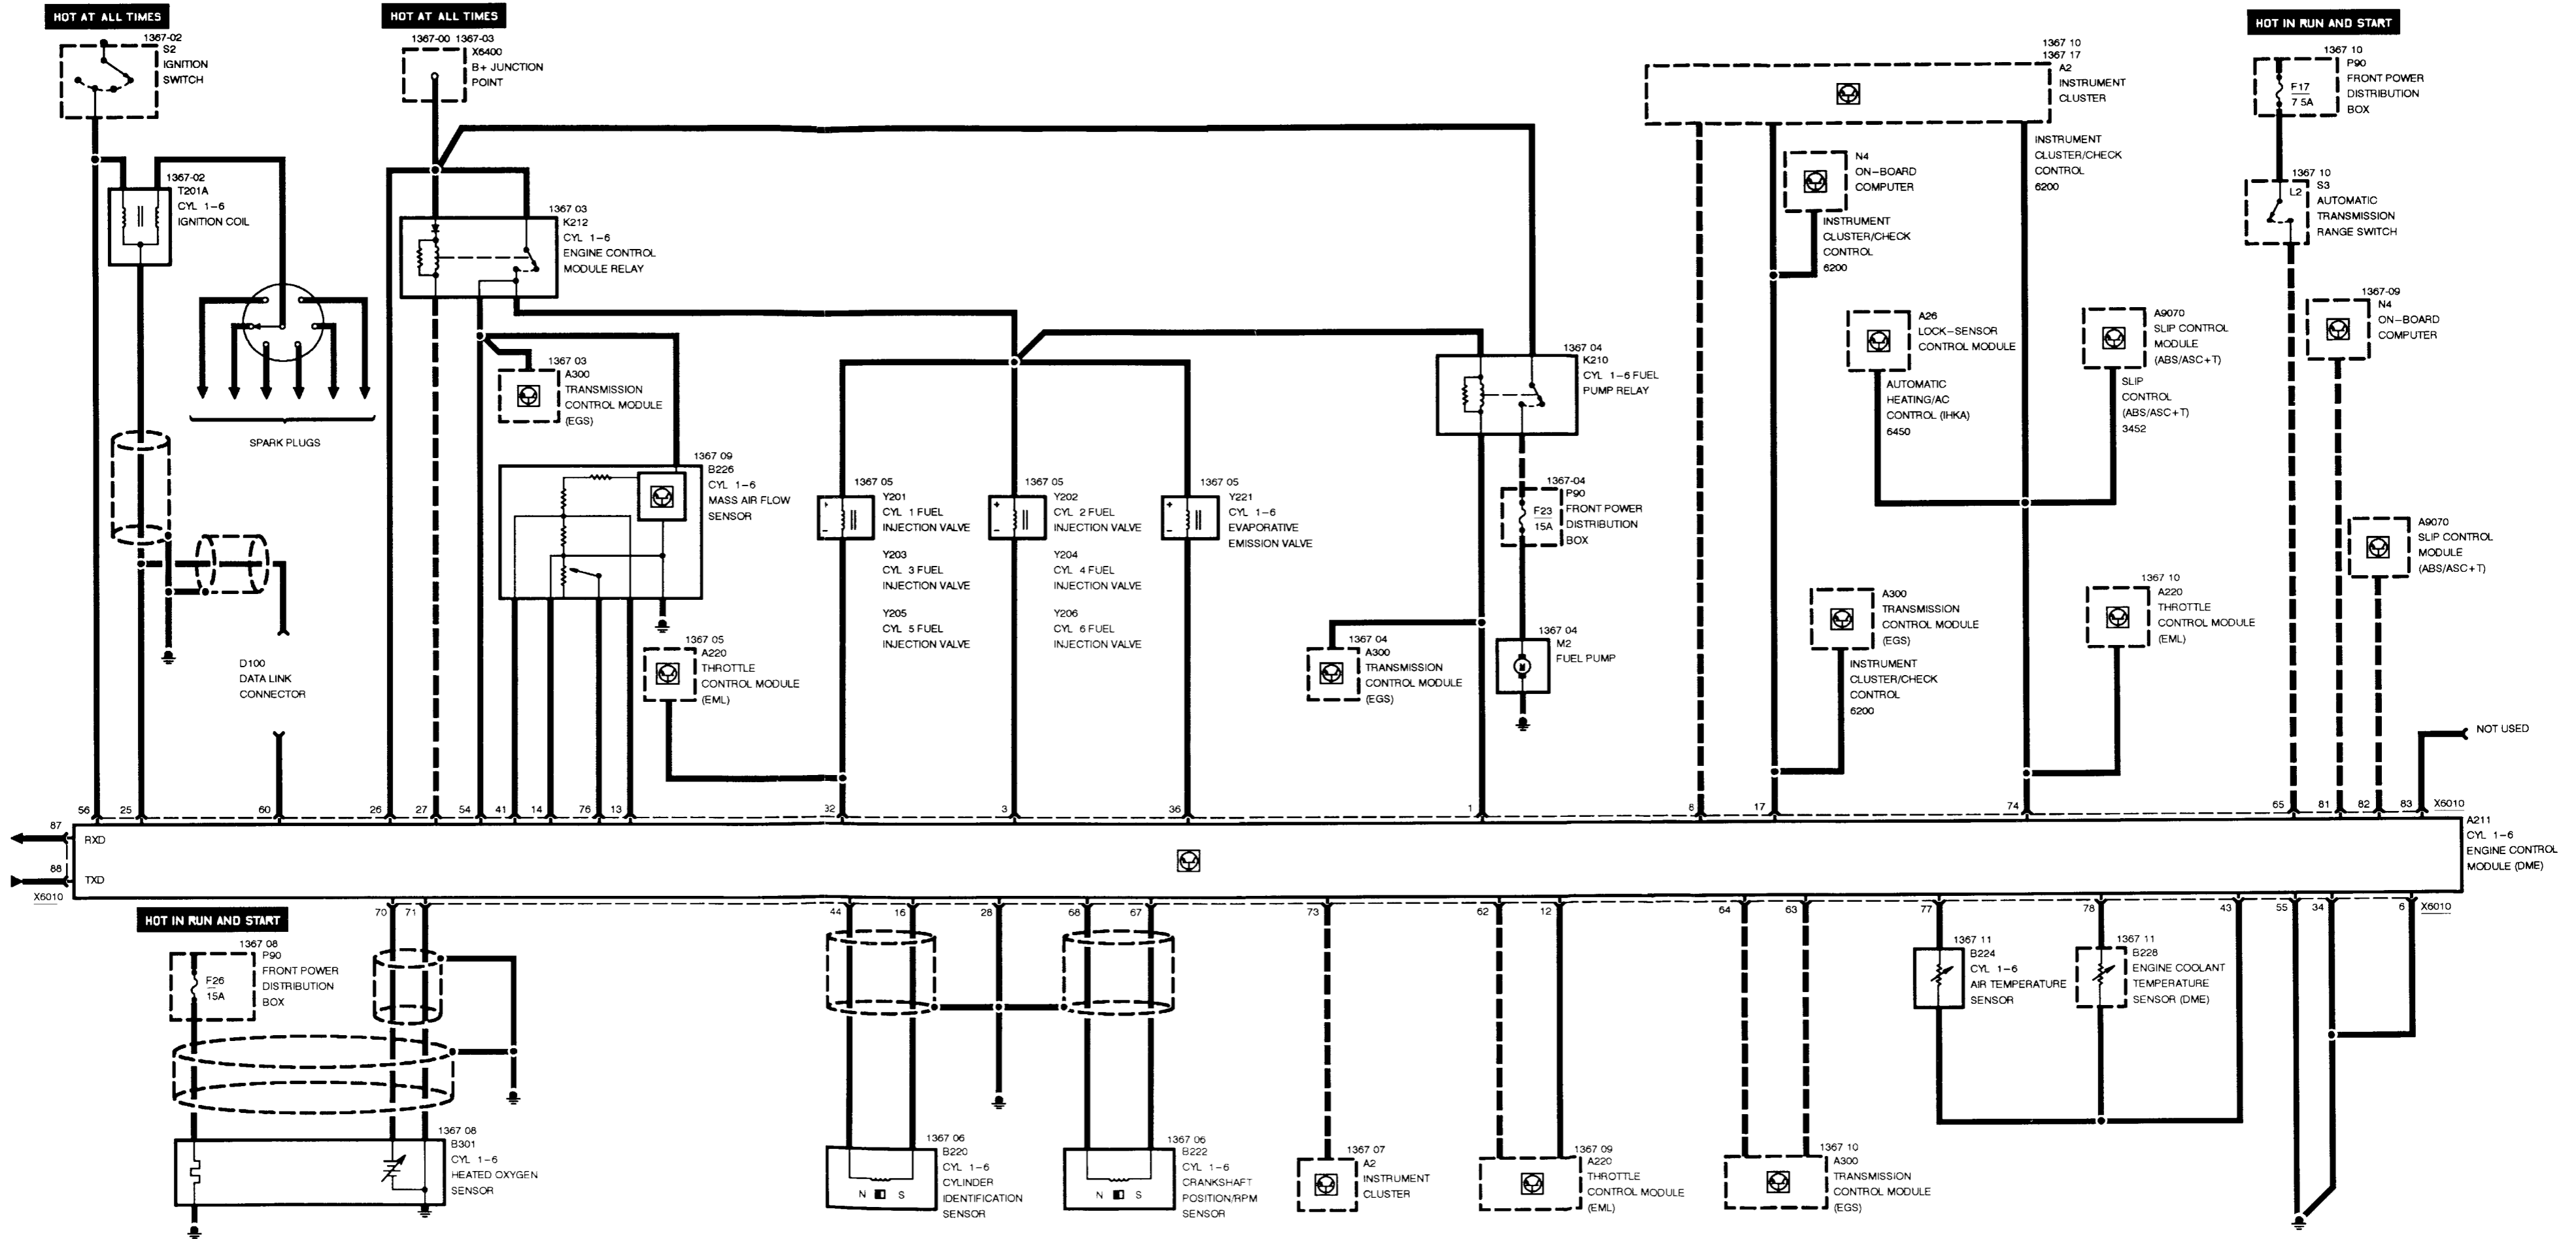 HOT AT ALL TIMES
1367-02
S2
IGNITION
SWITCH
HOT AT ALL TIMES
1367-00 1367-03
X6400
B+ JUNCTION
POINT
1367 10
1367 17
A2
INSTRUMENT
CLUSTER
HOT IN RUN AND START
1367 10
P90
FRONT POWER
DISTRIBUTION
BOX
F17
7 5A
1367-02
T201A
CYL 1-6
IGNITION COIL
1367 03
K212
CYL 1-6
ENGINE CONTROL
MODULE RELAY
N4
ON-BOARD
COMPUTER
INSTRUMENT
CLUSTER/CHECK
CONTROL
6200
INSTRUMENT
CLUSTER/CHECK
CONTROL
6200
1367 10
S3
L2
AUTOMATIC
TRANSMISSION
RANGE SWITCH
1367-09
N4
ON-BOARD
COMPUTER
SPARK PLUGS
1367 03
A300
TRANSMISSION
CONTROL MODULE
(EGS)
1367 04
K210
CYL 1-6 FUEL
PUMP RELAY
A26
LOCK-SENSOR
CONTROL MODULE
AUTOMATIC
HEATING/AC
CONTROL (IHKA)
6450
A9070
SLIP CONTROL
MODULE
(ABS/ASC+T)
SLIP
CONTROL
(ABS/ASC+T)
3452
1367 09
B226
CYL 1-6
MASS AIR FLOW
SENSOR
1367 05
Y201
CYL 1 FUEL
INJECTION VALVE
Y203
CYL 3 FUEL
INJECTION VALVE
Y205
CYL 5 FUEL
INJECTION VALVE
1367 05
Y202
CYL 2 FUEL
INJECTION VALVE
Y204
CYL 4 FUEL
INJECTION VALVE
Y206
CYL 6 FUEL
INJECTION VALVE
1367 05
Y221
CYL 1-6
EVAPORATIVE
EMISSION VALVE
1367-04
P90
FRONT POWER
DISTRIBUTION
BOX
F23
15A
A9070
SLIP CONTROL
MODULE
(ABS/ASC+T)
D100
DATA LINK
CONNECTOR
1367 05
A220
THROTTLE
CONTROL MODULE
(EML)
1367 04
A300
TRANSMISSION
CONTROL MODULE
(EGS)
1367 04
M2
FUEL PUMP
M
A300
TRANSMISSION
CONTROL MODULE
(EGS)
INSTRUMENT
CLUSTER/CHECK
CONTROL
6200
1367 10
A220
THROTTLE
CONTROL MODULE
(EML)
NOT USED
56 25 60 26 27 54 41 14 76 13 32 3 36 1 8 17 74 65 81 82 83 X6010
87 RXD
88 TXD
X6010
A211
CYL 1-6
ENGINE CONTROL
MODULE (DME)
70 71 44 16 28 68 67 73 62 12 64 63 77 78 43 55 34 6 X6010
HOT IN RUN AND START
1367 08
P90
FRONT POWER
DISTRIBUTION
BOX
F26
15A
1367 11
B224
CYL 1-6
AIR TEMPERATURE
SENSOR
1367 11
B228
ENGINE COOLANT
TEMPERATURE
SENSOR (DME)
1367 08
B301
CYL 1-6
HEATED OXYGEN
SENSOR
1367 06
B220
CYL 1-6
CYLINDER
IDENTIFICATION
SENSOR
N S
1367 06
B222
CYL 1-6
CRANKSHAFT
POSITION/RPM
SENSOR
N S
1367 07
A2
INSTRUMENT
CLUSTER
1367 09
A220
THROTTLE
CONTROL MODULE
(EML)
1367 10
A300
TRANSMISSION
CONTROL MODULE
(EGS)